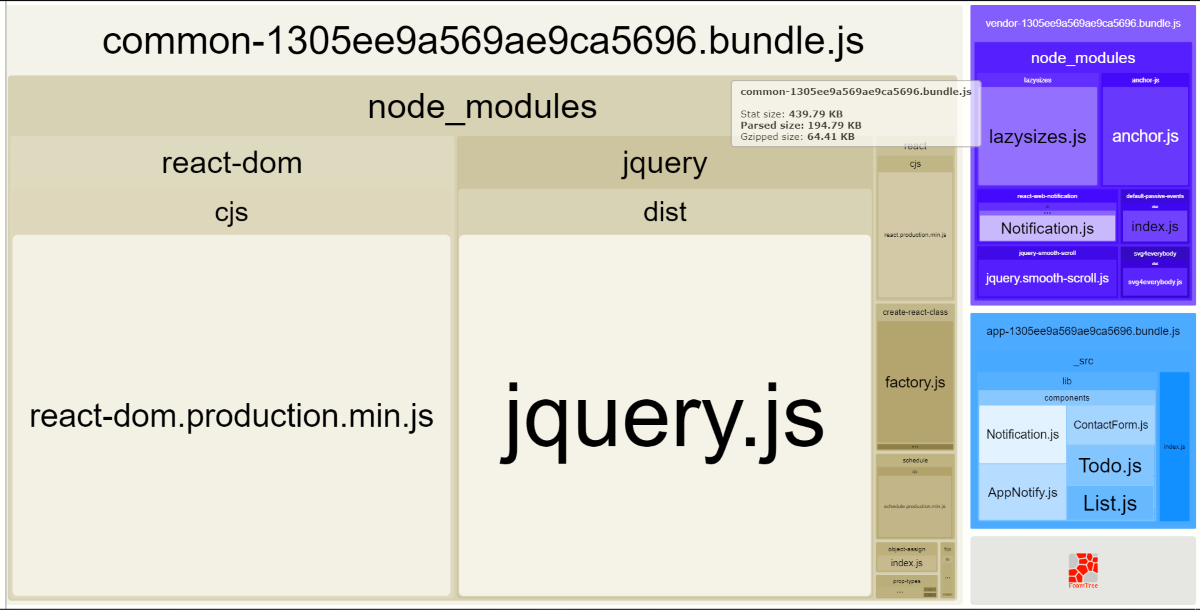 common-1305ee9a569ae9ca5696.bundle.js
node_modules
react-dom
cjs
react-dom.production.min.js
jquery
dist
jquery.js
common-1305ee9a569ae9ca5696.bundle.js
Stat size: 439.79 KB
Parsed size: 194.79 KB
Gzipped size: 64.41 KB
react
cjs
react.production.min.js
create-react-class
factory.js
...
schedule
cjs
schedule.production.min.js
object-assign
index.js
prop-types
...
...
vendor-1305ee9a569ae9ca5696.bundle.js
node_modules
lazysizes
lazysizes.js
anchor-js
anchor.js
react-web-notification
...
Notification.js
default-passive-events
index.js
jquery-smooth-scroll
jquery.smooth-scroll.js
svg4everybody
svg4everybody.js
app-1305ee9a569ae9ca5696.bundle.js
_src
lib
components
Notification.js
AppNotify.js
ContactForm.js
Todo.js
List.js
index.js
FoamTree